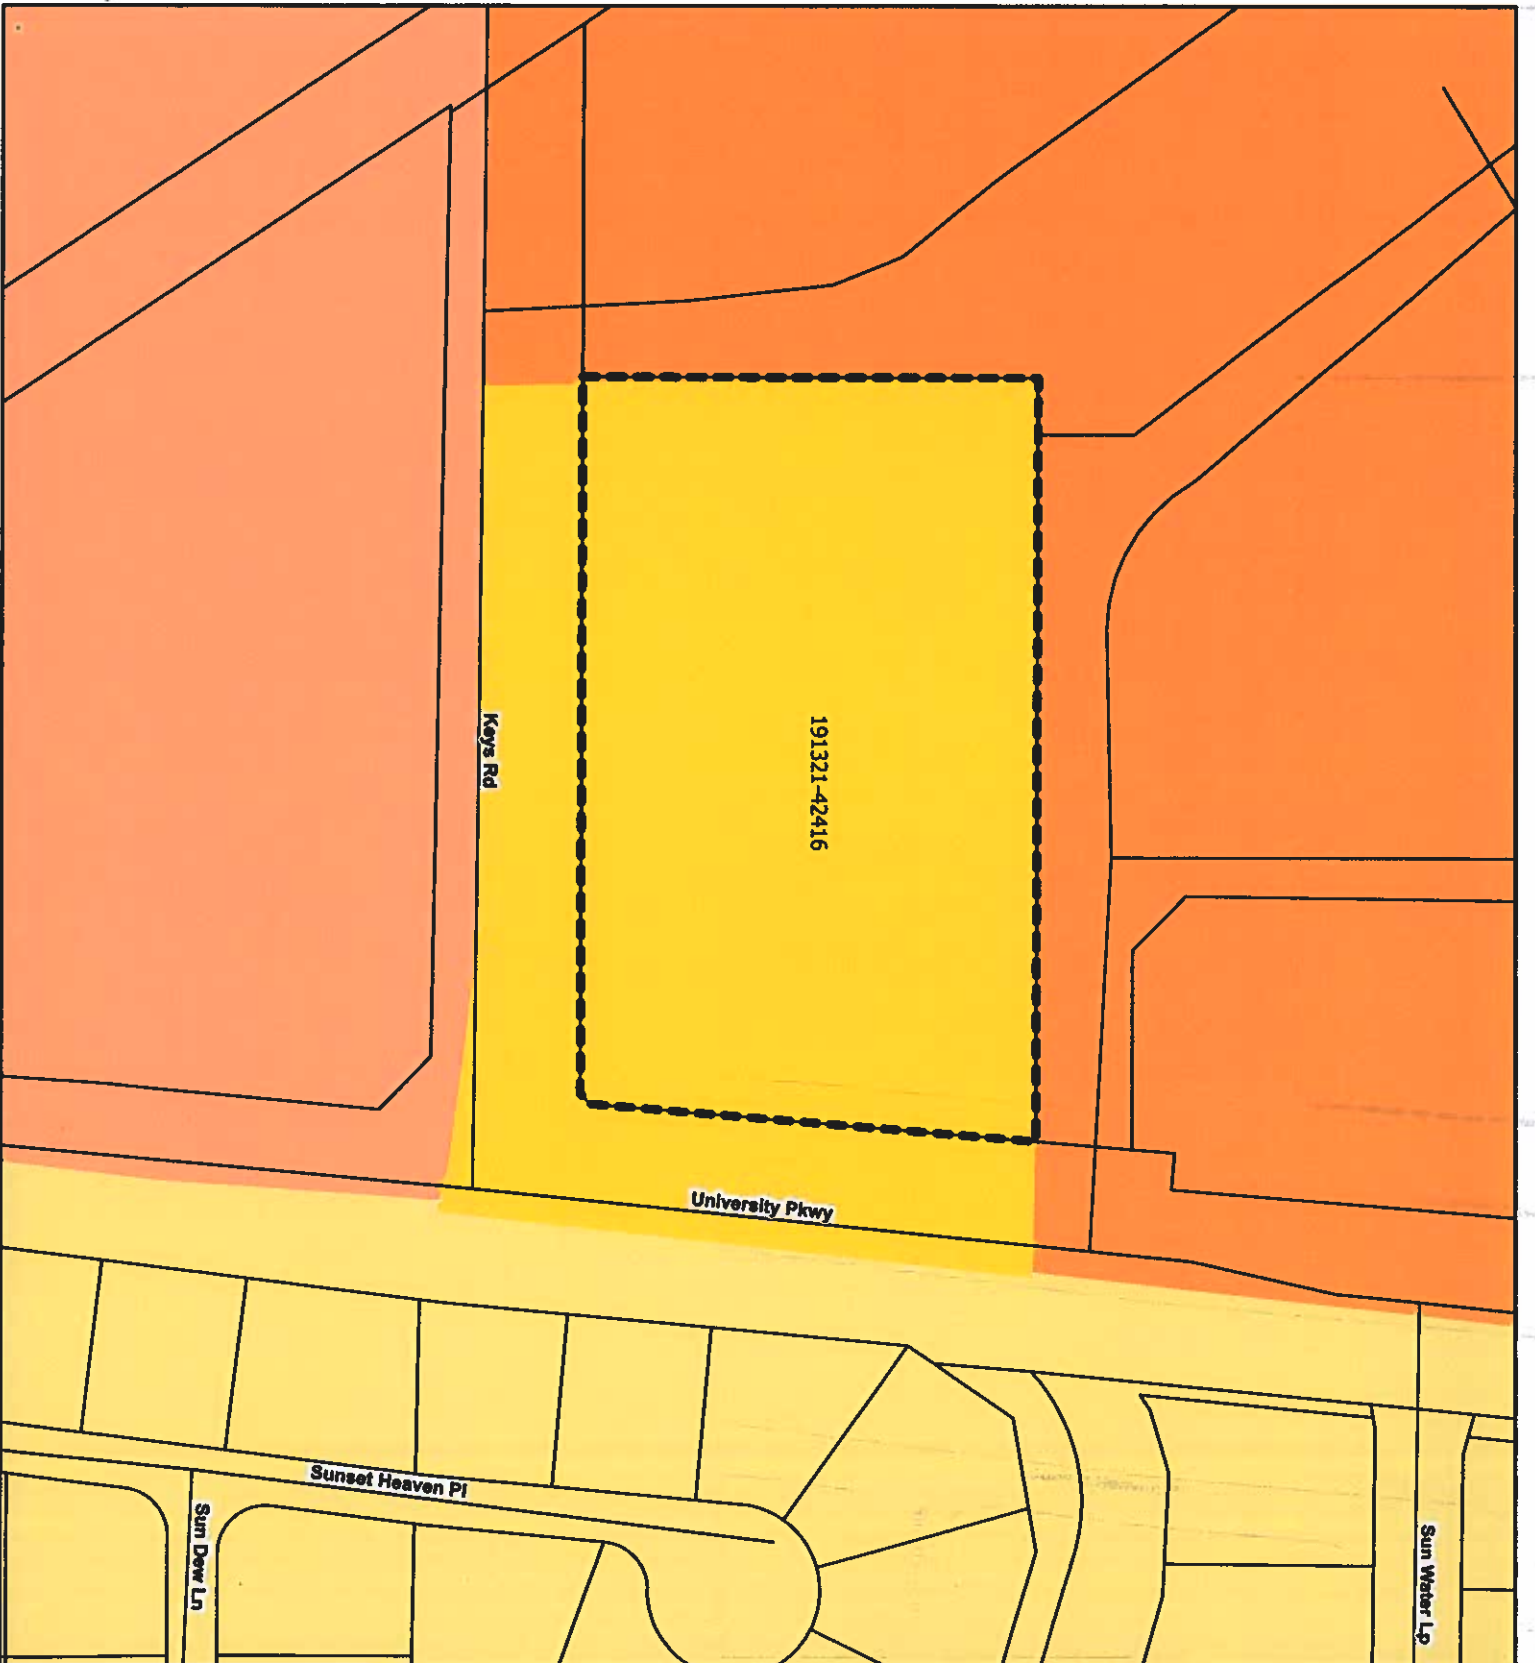 Keys Rd
191321-42416
University Pkwy
Sunset Heaven Pl
Sun Dew Ln
Sun Water Lp